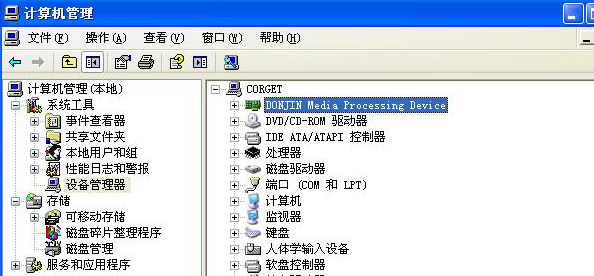 计算机管理
文件(F) 操作(A) 查看(V) 窗口(W) 帮助(H)
计算机管理(本地)
系统工具
事件查看器
共享文件夹
本地用户和组
性能日志和警报
设备管理器
存储
可移动存储
磁盘碎片整理程序
磁盘管理
服务和应用程序
CORGET
DONJIN Media Processing Device
DVD/CD-ROM 驱动器
IDE ATA/ATAPI 控制器
处理器
磁盘驱动器
端口 (COM 和 LPT)
计算机
监视器
键盘
人体学输入设备
软盘控制器